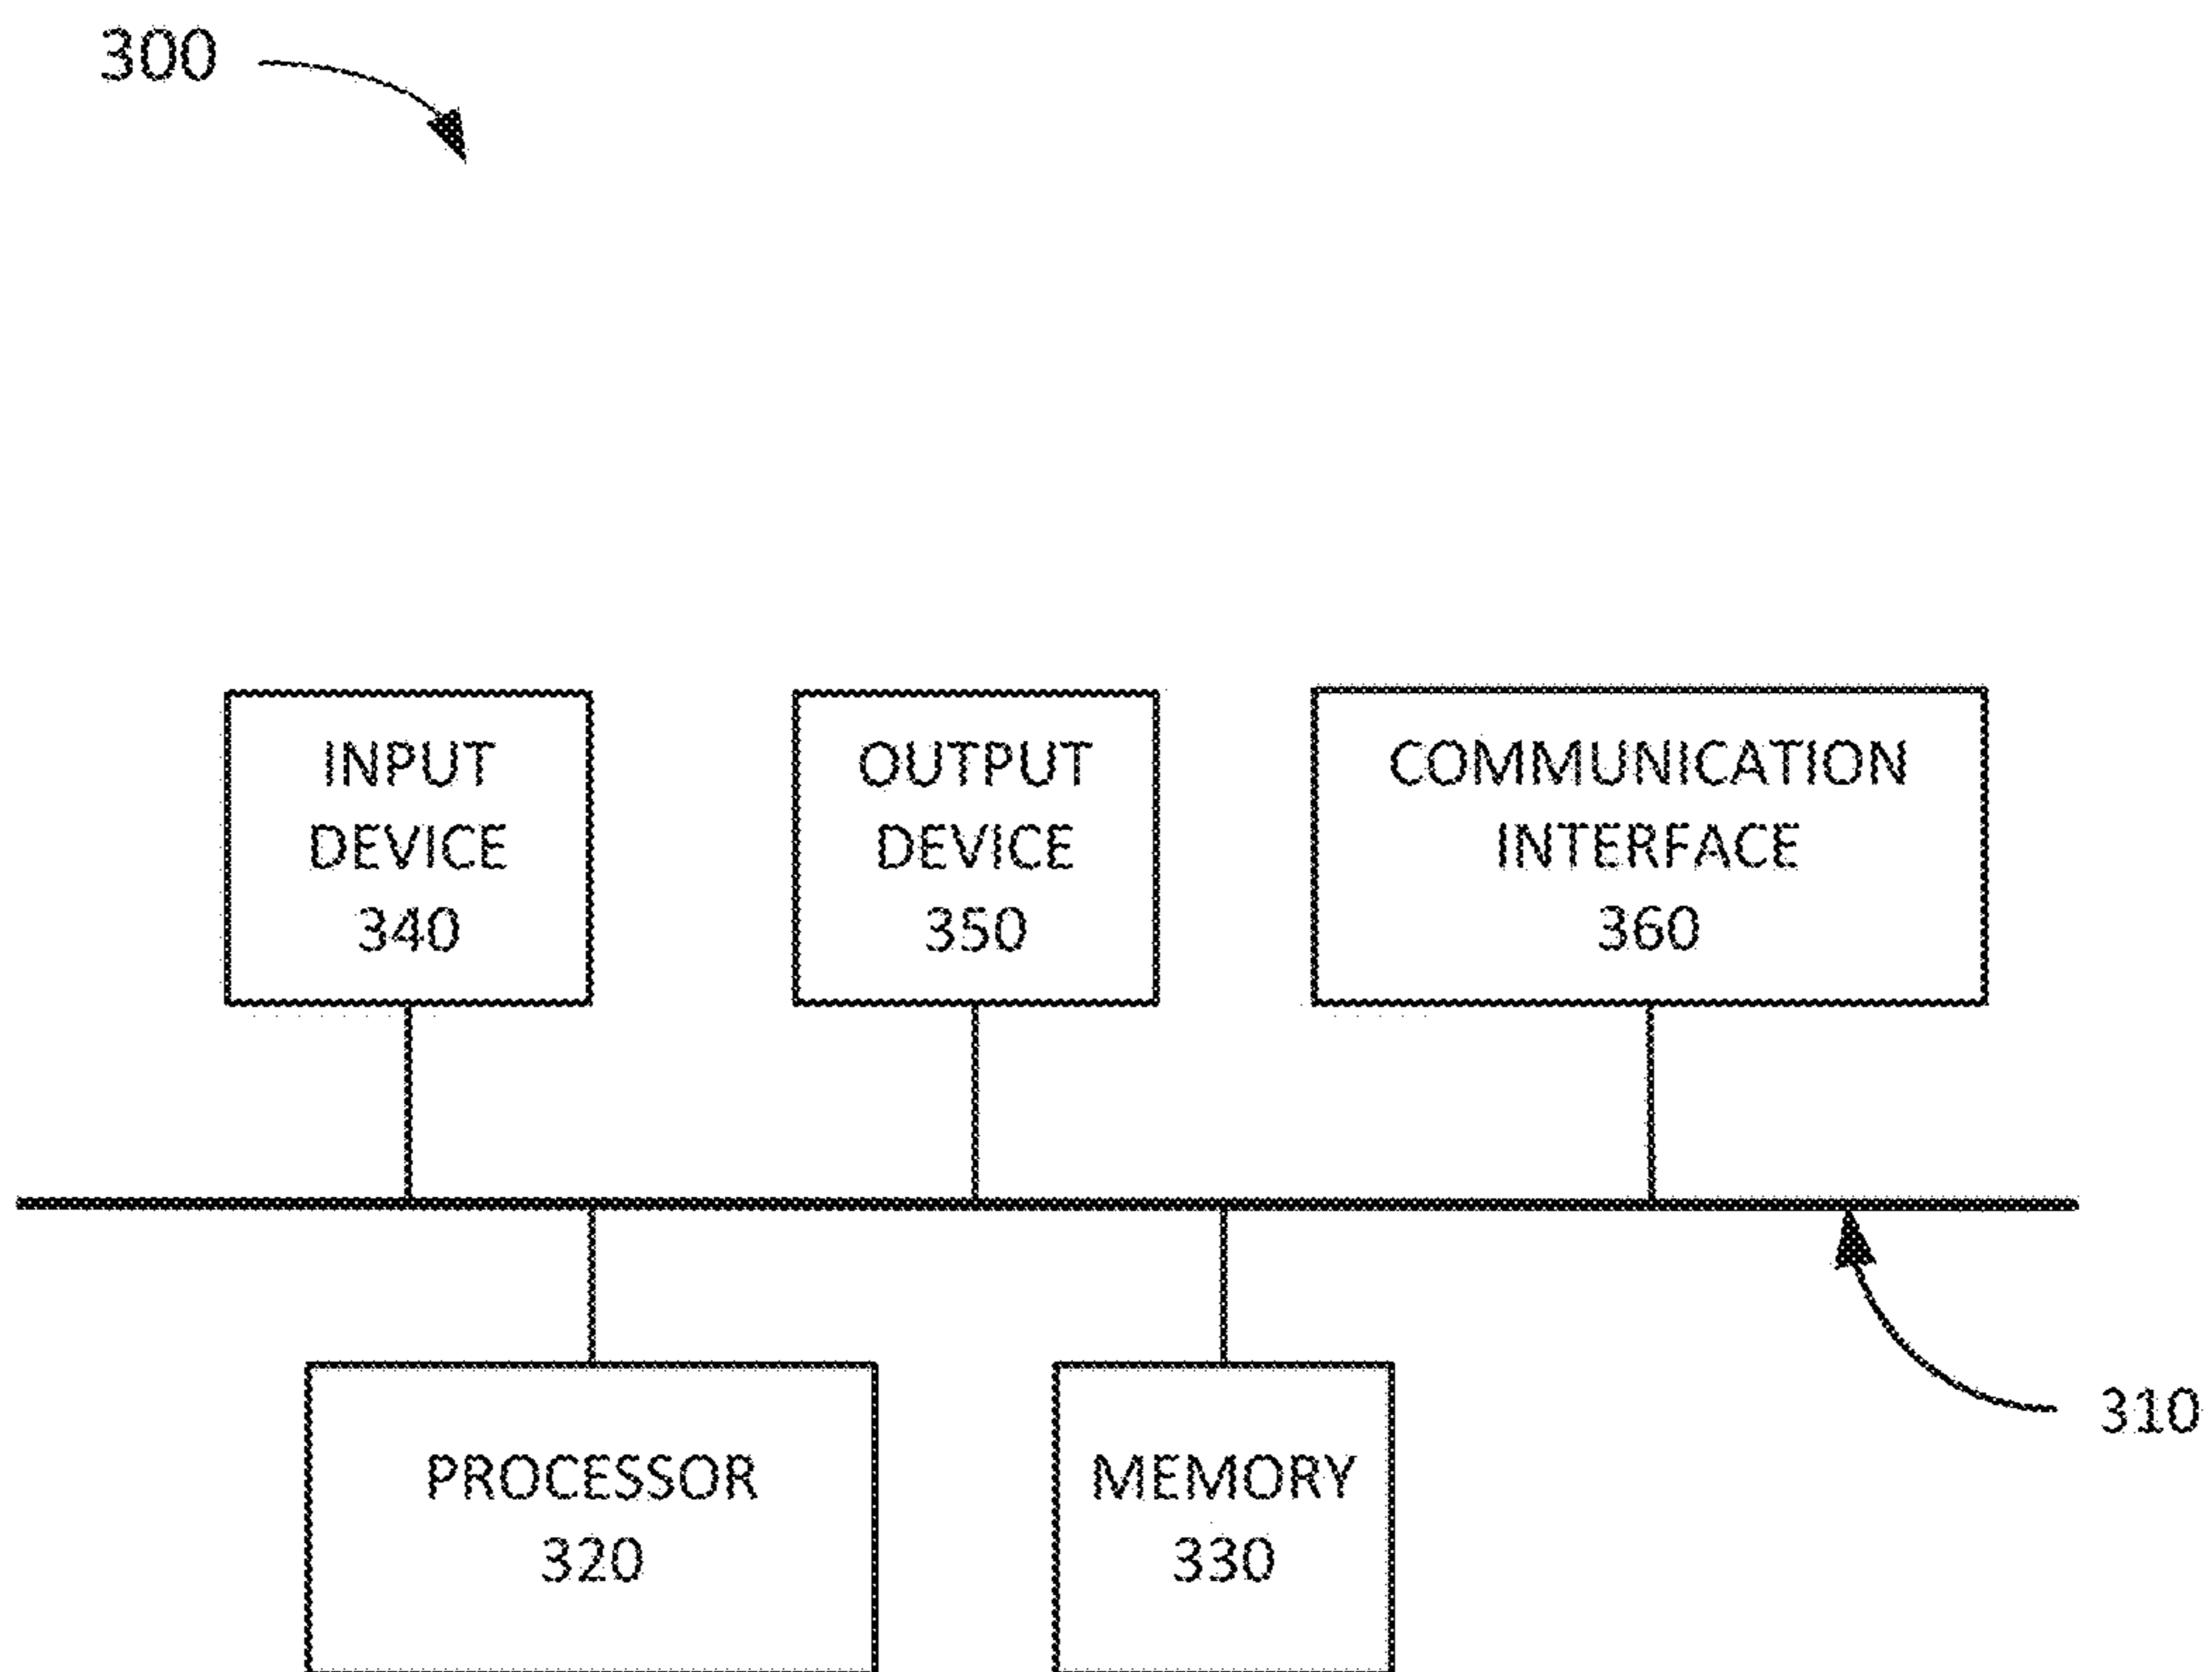 300
INPUT
DEVICE
340
OUTPUT
DEVICE
350
COMMUNICATION
INTERFACE
360
PROCESSOR
320
MEMORY
330
310